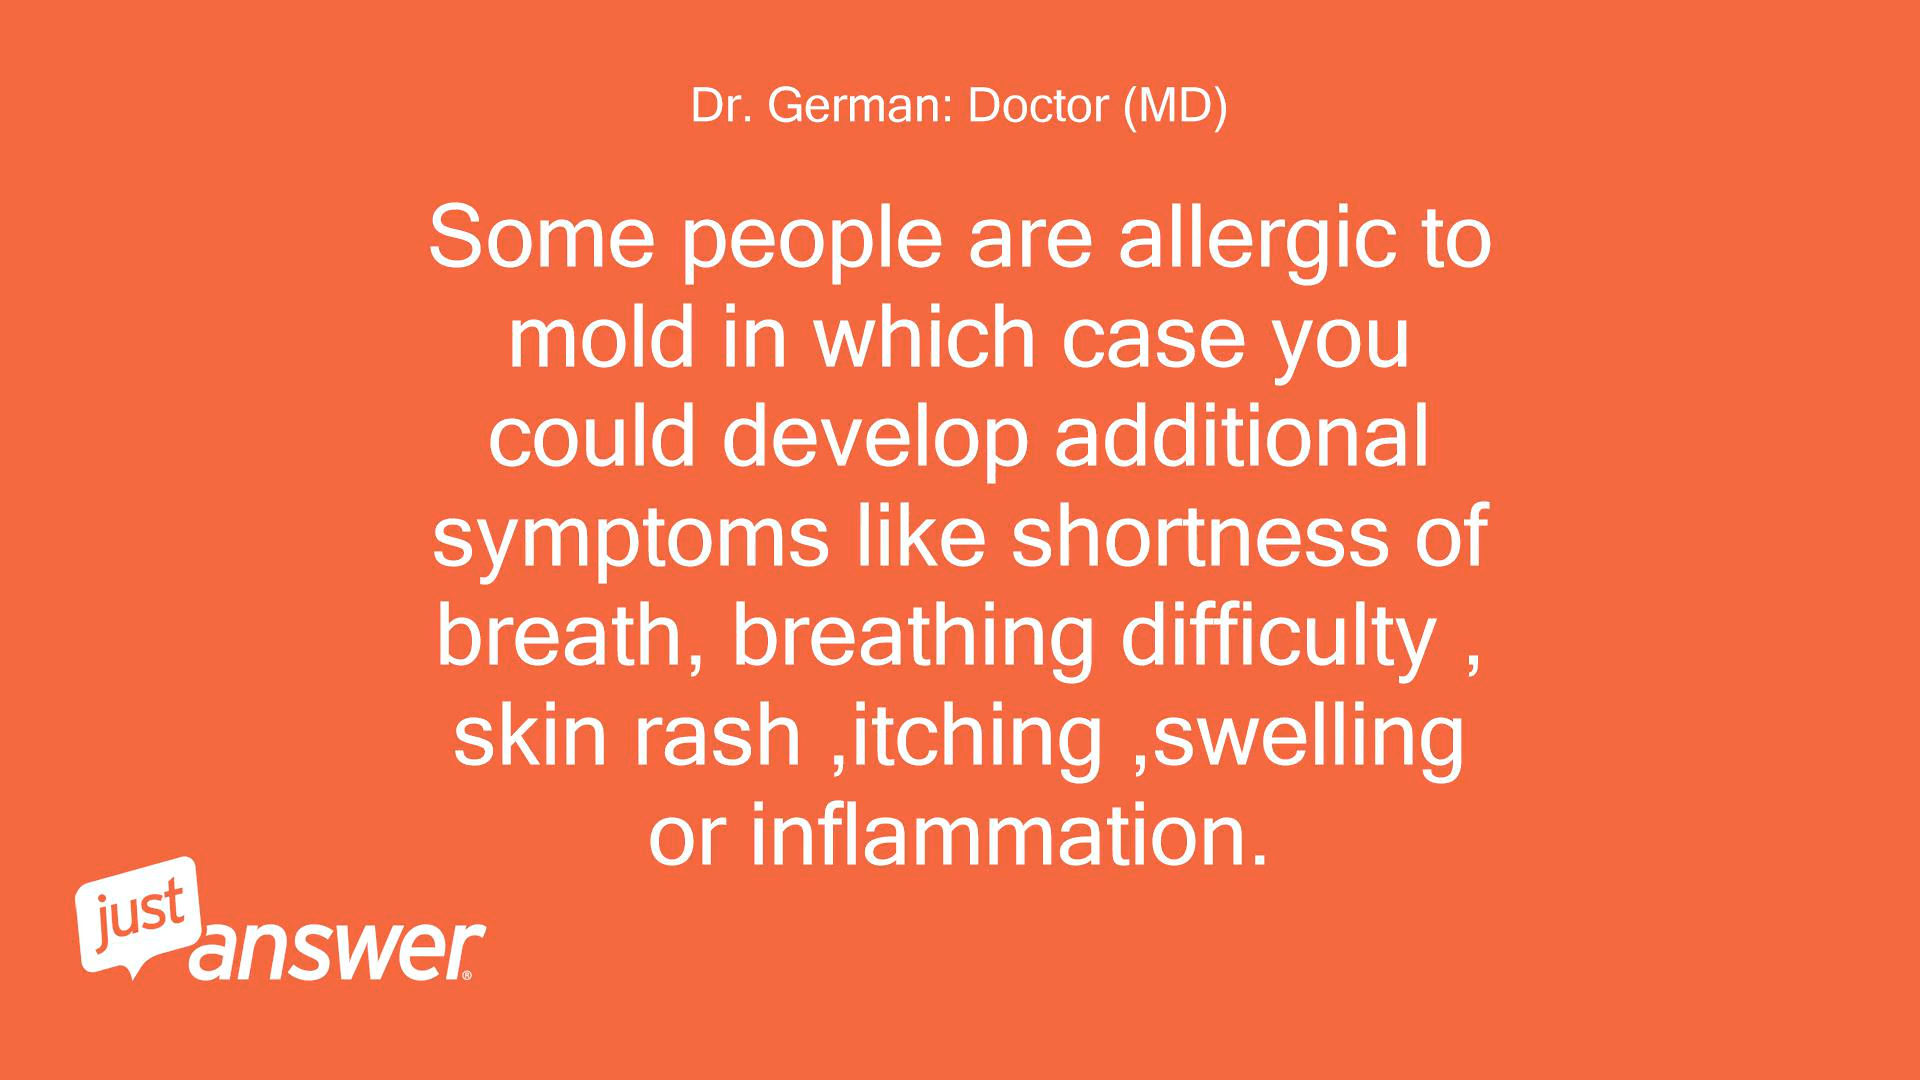 Dr. German: Doctor (MD)
Some people are allergic to
mold in which case you
could develop additional
symptoms like shortness of
breath, breathing difficulty ,
skin rash ,itching ,swelling
or inflammation.
just
answer®